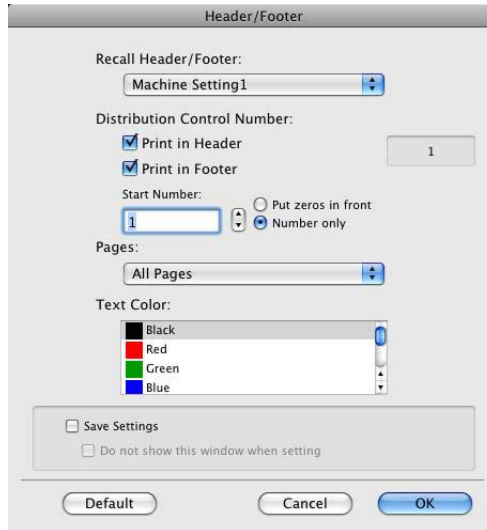 Header/Footer
Recall Header/Footer:
Machine Setting1
Distribution Control Number:
Print in Header
1
Print in Footer
Start Number:
Put zeros in front
1
Number only
Pages:
All Pages
Text Color:
Black
Red
Green
Blue
Save Settings
Do not show this window when setting
Default Cancel OK